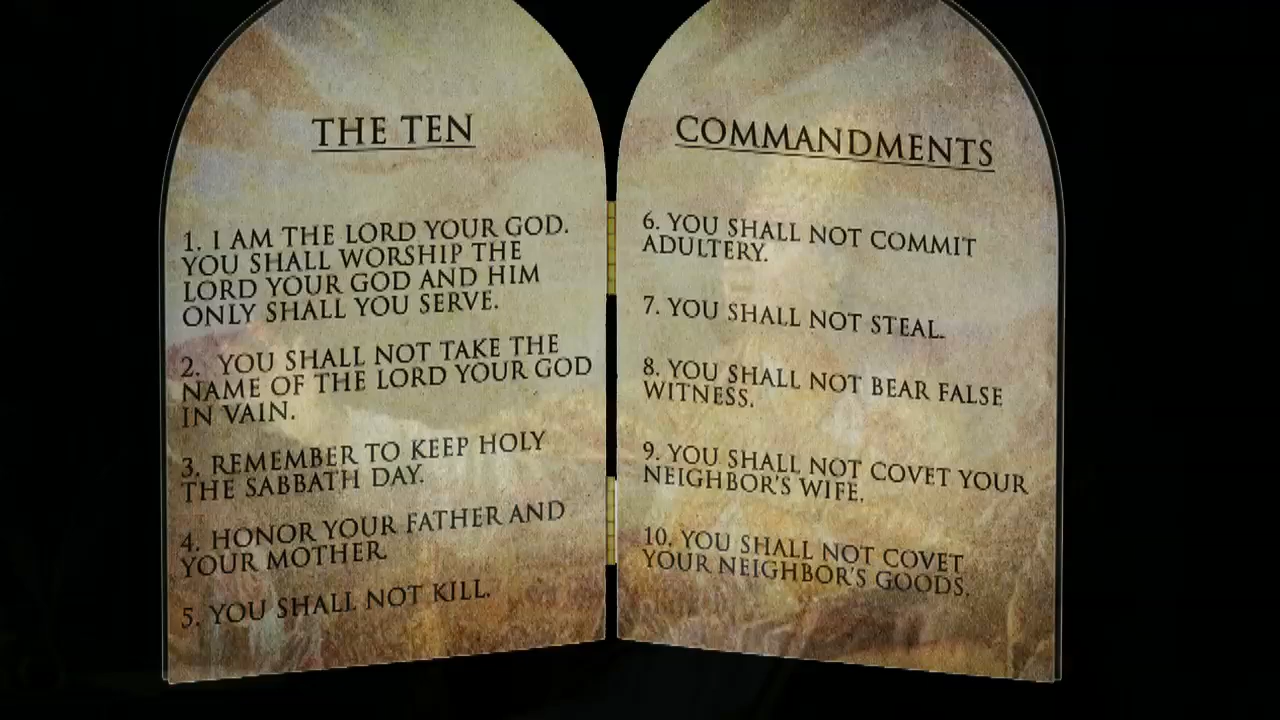 THE TEN
1. I AM THE LORD YOUR GOD.
YOU SHALL WORSHIP THE
LORD YOUR GOD AND HIM
ONLY SHALL YOU SERVE.
2. YOU SHALL NOT TAKE THE
NAME OF THE LORD YOUR GOD
IN VAIN.
3. REMEMBER TO KEEP HOLY
THE SABBATH DAY.
4. HONOR YOUR FATHER AND
YOUR MOTHER.
5. YOU SHALL NOT KILL.
COMMANDMENTS
6. YOU SHALL NOT COMMIT
ADULTERY.
7. YOU SHALL NOT STEAL.
8. YOU SHALL NOT BEAR FALSE
WITNESS.
9. YOU SHALL NOT COVET YOUR
NEIGHBOR'S WIFE.
10. YOU SHALL NOT COVET
YOUR NEIGHBOR'S GOODS.